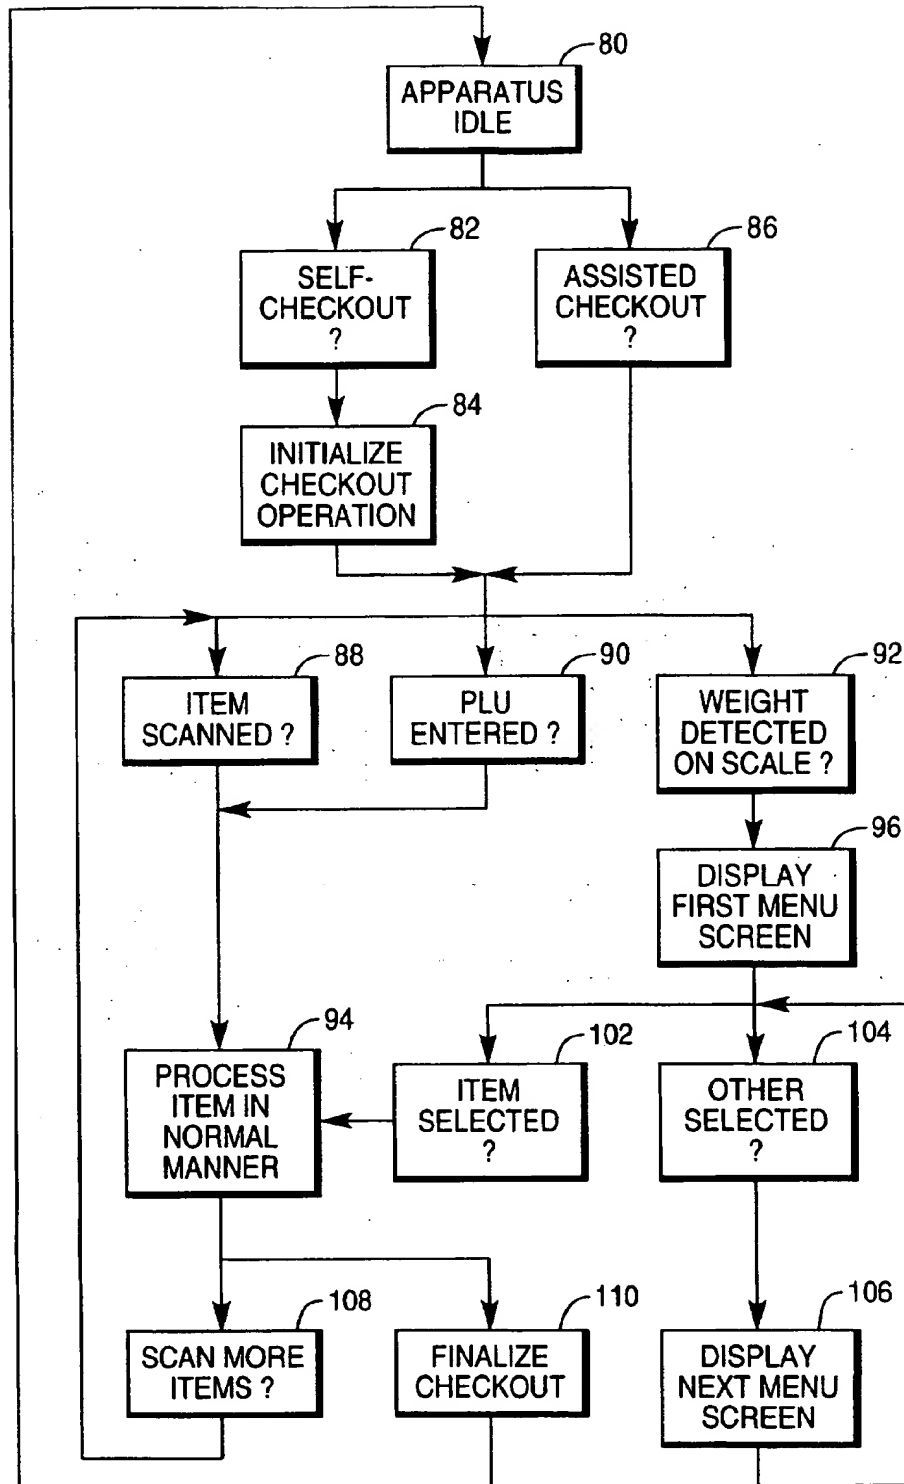 80
APPARATUS
IDLE
82
SELF-
CHECKOUT
?
86
ASSISTED
CHECKOUT
?
84
INITIALIZE
CHECKOUT
OPERATION
88
ITEM
SCANNED ?
90
PLU
ENTERED ?
92
WEIGHT
DETECTED
ON SCALE ?
96
DISPLAY
FIRST MENU
SCREEN
94
PROCESS
ITEM IN
NORMAL
MANNER
102
ITEM
SELECTED
?
104
OTHER
SELECTED
?
108
SCAN MORE
ITEMS ?
110
FINALIZE
CHECKOUT
106
DISPLAY
NEXT MENU
SCREEN